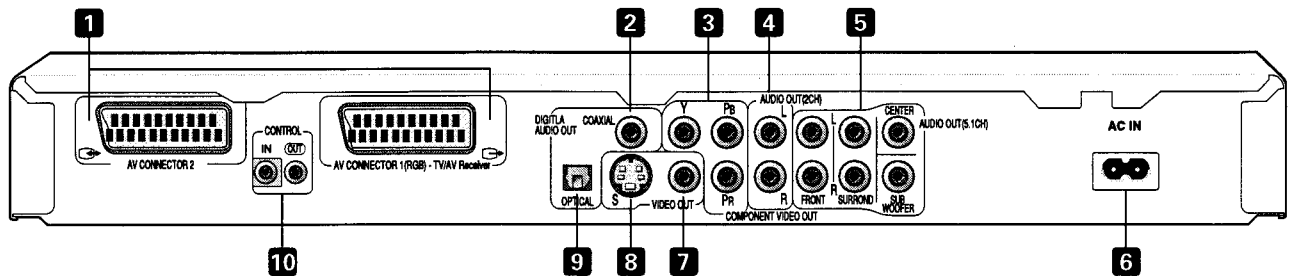 1
2
3
4
5
AV CONNECTOR 2
CONTROL
IN
OUT
AV CONNECTOR 1(RGB) - TV/AV Receiver
DIGITLA
AUDIO OUT
COAXIAL
OPTICAL
S
VIDEO OUT
Y
PB
PR
COMPONENT VIDEO OUT
AUDIO OUT(2CH)
L
R
L
R
FRONT
SURROND
CENTER
SUB
WOOFER
AUDIO OUT(5.1CH)
AC IN
10
9
8
7
6